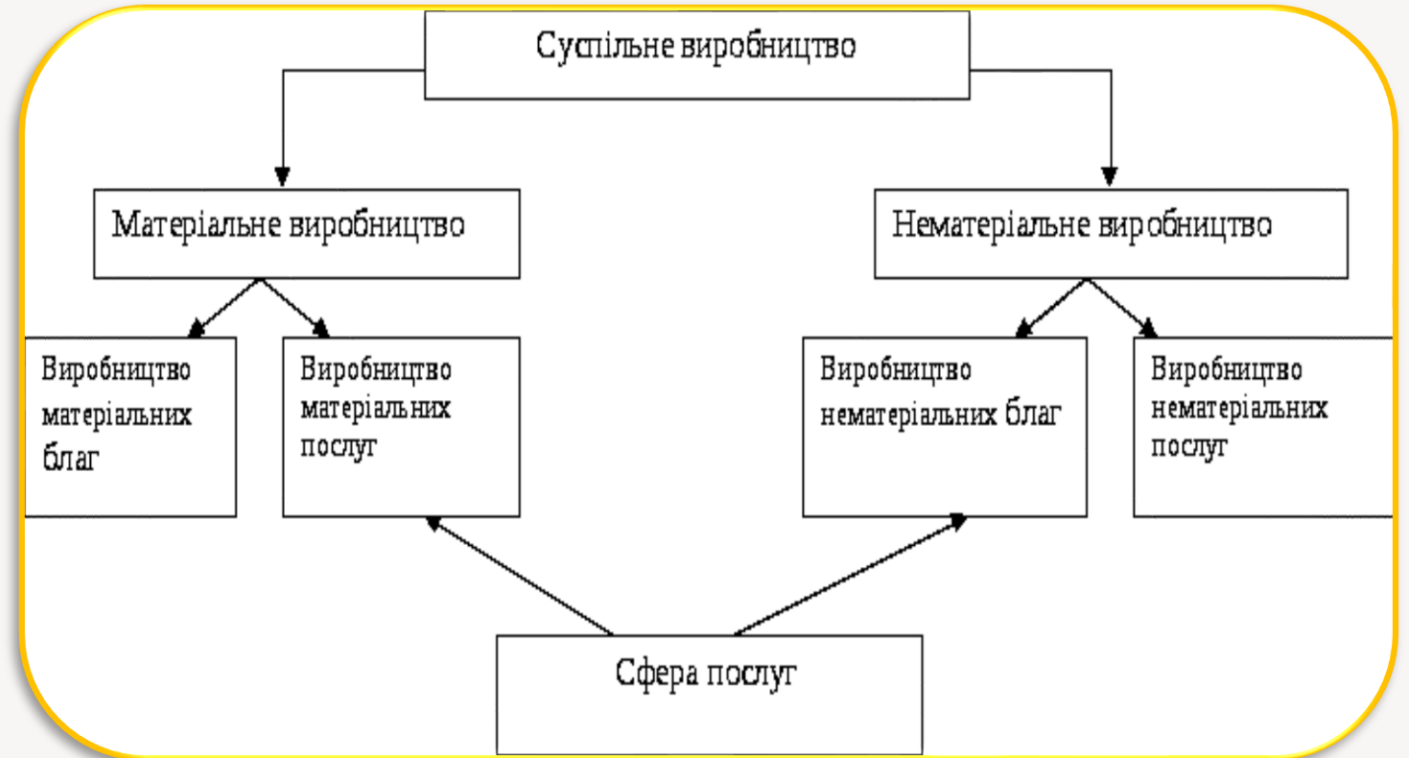 Суспільне виробництво
Матеріальне виробництво
Нематеріальне виробництво
Виробництво
матеріальних
благ
Виробництво
матеріальних
послуг
Виробництво
нематеріальних благ
Виробництво
нематеріальних
послуг
Сфера послуг